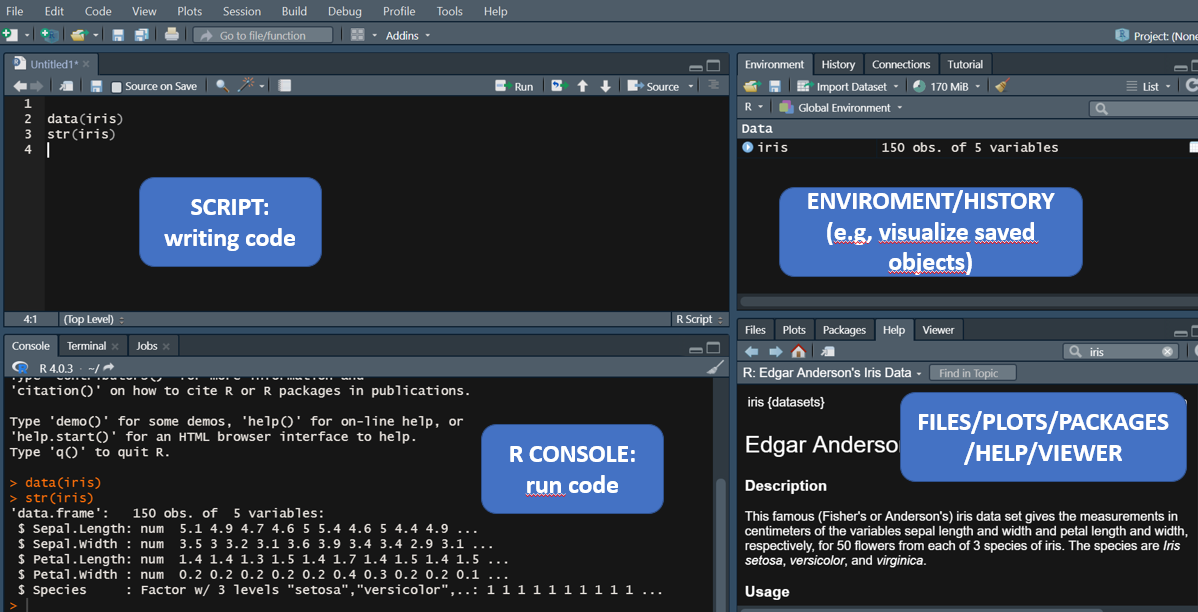 File Edit Code View Plots Session Build Debug Profile Tools Help
Go to file/function Addins Project: (None
Untitled1*
Source on Save Run Source
1
2 data(iris)
3 str(iris)
4
SCRIPT:
writing code
4:1 (Top Level) R Script
Environment History Connections Tutorial
Import Dataset 170 MiB List
R Global Environment
Data
iris 150 obs. of 5 variables
ENVIROMENT/HISTORY
(e.g, visualize saved
objects)
Console Terminal Jobs
R 4.0.3 · ~/
Type 'contributors()' for more information and
'citation()' on how to cite R or R packages in publications.
Type 'demo()' for some demos, 'help()' for on-line help, or
'help.start()' for an HTML browser interface to help.
Type 'q()' to quit R.
> data(iris)
> str(iris)
'data.frame': 150 obs. of 5 variables:
$ Sepal.Length: num 5.1 4.9 4.7 4.6 5 5.4 4.6 5 4.4 4.9 ...
$ Sepal.Width : num 3.5 3 3.2 3.1 3.6 3.9 3.4 3.4 2.9 3.1 ...
$ Petal.Length: num 1.4 1.4 1.3 1.5 1.4 1.7 1.4 1.5 1.4 1.5 ...
$ Petal.Width : num 0.2 0.2 0.2 0.2 0.2 0.4 0.3 0.2 0.2 0.1 ...
$ Species : Factor w/ 3 levels "setosa","versicolor",..: 1 1 1 1 1 1 1 1 1 1 ...
>
R CONSOLE:
run code
Files Plots Packages Help Viewer
iris
R: Edgar Anderson's Iris Data Find in Topic
iris {datasets}
FILES/PLOTS/PACKAGES
/HELP/VIEWER
Edgar Anderso
Description
This famous (Fisher's or Anderson's) iris data set gives the measurements in
centimeters of the variables sepal length and width and petal length and width,
respectively, for 50 flowers from each of 3 species of iris. The species are Iris
setosa, versicolor, and virginica.
Usage